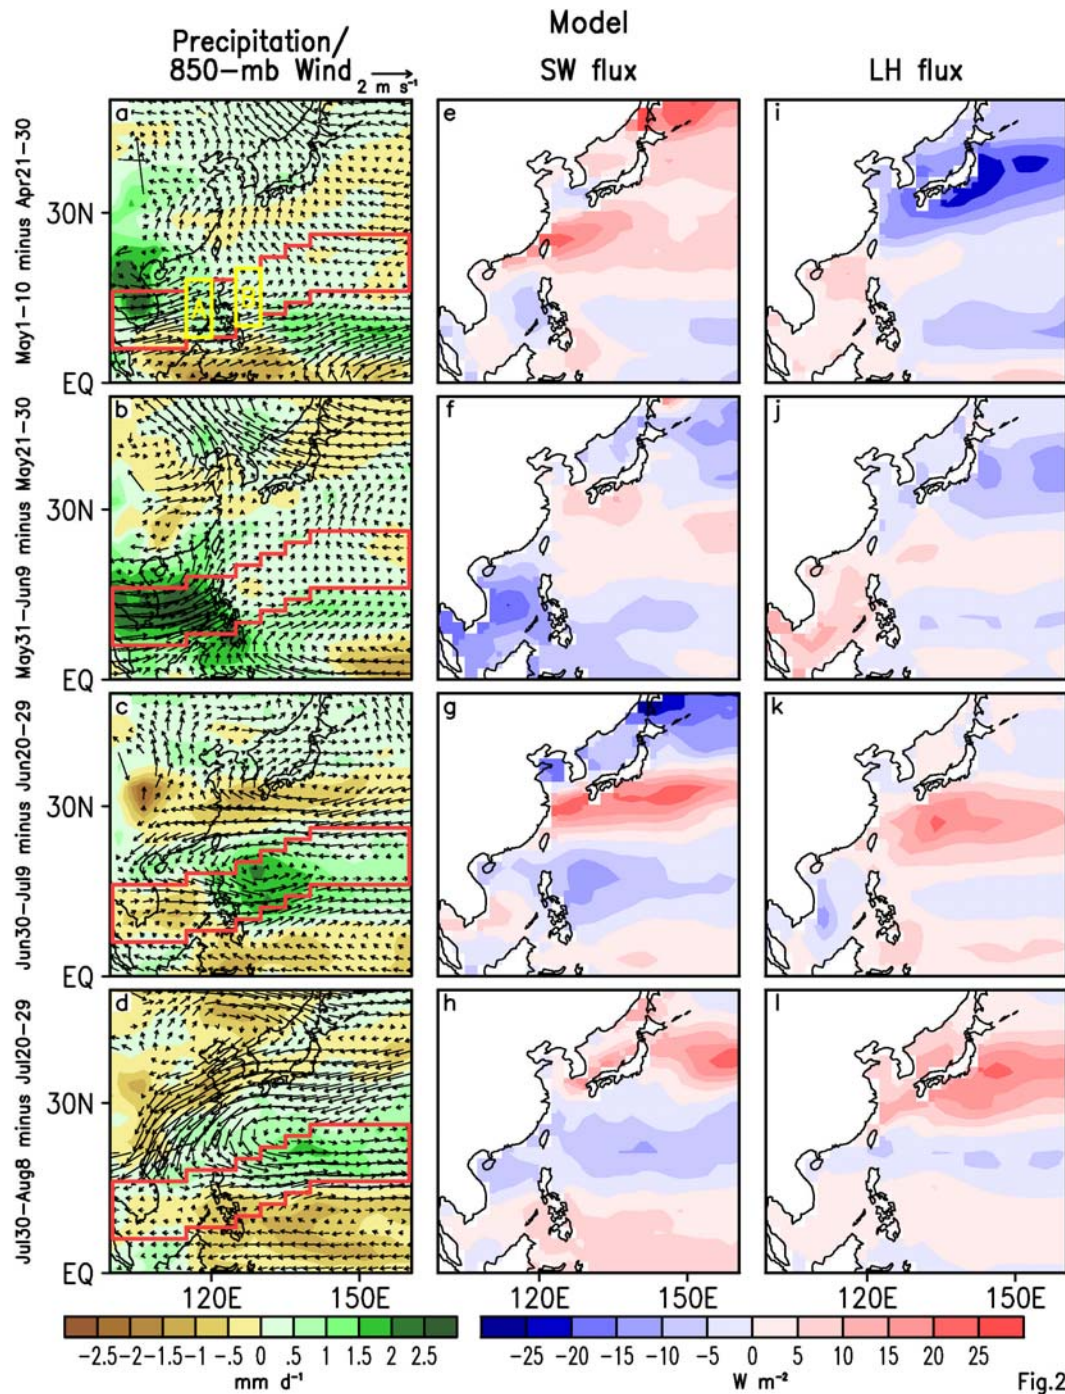 Model
Precipitation/
850-mb Wind 2 m s⁻¹
SW flux
LH flux
May1-10 minus Apr21-30
a
A
B
30N
EQ
e
i
May31-Jun9 minus May21-30
b
30N
EQ
f
j
Jun30-Jul9 minus Jun20-29
c
30N
EQ
g
k
Jul30-Aug8 minus Jul20-29
d
30N
EQ
h
l
120E 150E 120E 150E 120E 150E
-2.5 -2 -1.5 -1 -.5 0 .5 1 1.5 2 2.5
mm d⁻¹
-25 -20 -15 -10 -5 0 5 10 15 20 25
W m⁻²
Fig.2